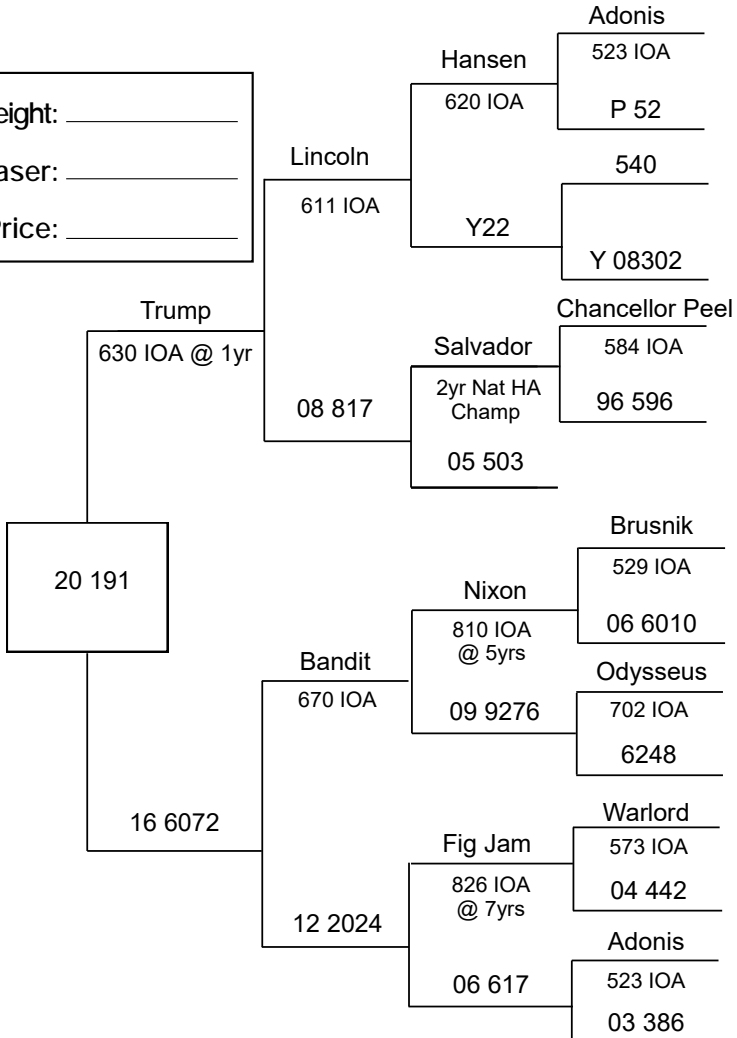 eight:
aser:
Price:
Adonis
523 IOA
P 52
Hansen
620 IOA
540
Y 08302
Y22
Lincoln
611 IOA
Chancellor Peel
584 IOA
96 596
Salvador
2yr Nat HA
Champ
05 503
08 817
Trump
630 IOA @ 1yr
20 191
Brusnik
529 IOA
06 6010
Nixon
810 IOA
@ 5yrs
Odysseus
702 IOA
6248
09 9276
Bandit
670 IOA
16 6072
Warlord
573 IOA
04 442
Fig Jam
826 IOA
@ 7yrs
12 2024
Adonis
523 IOA
03 386
06 617